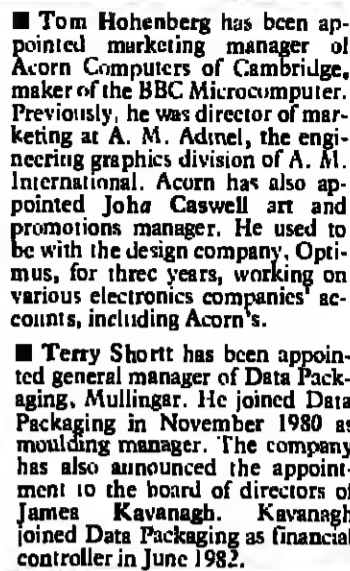 ■ Tom Hohenberg has been ap-
pointed marketing manager of
Acorn Computers of Cambridge,
maker of the BBC Microcomputer.
Previously, he was director of mar-
keting at A. M. Adtnel, the engi-
neering graphics division of A. M.
International. Acorn has also ap-
pointed John Caswell art and
promotions manager. He used to
be with the design company, Opti-
mus, for three years, working on
various electronics companies' ac-
counts, including Acorn's.
■ Terry Shortt has been appoin-
ted general manager of Data Pack-
aging, Mullingar. He joined Data
Packaging in November 1980 as
moulding manager. The company
has also announced the appoint-
ment to the board of directors of
James Kavanagh. Kavanagh
joined Data Packaging as financial
controller in June 1982.